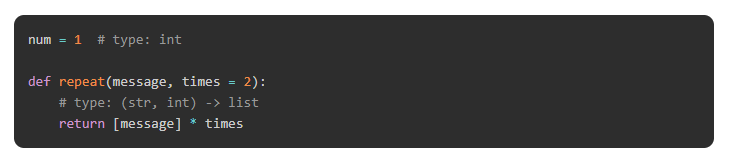 num = 1  # type: int
def repeat(message, times = 2):
    # type: (str, int) -> list
    return [message] * times